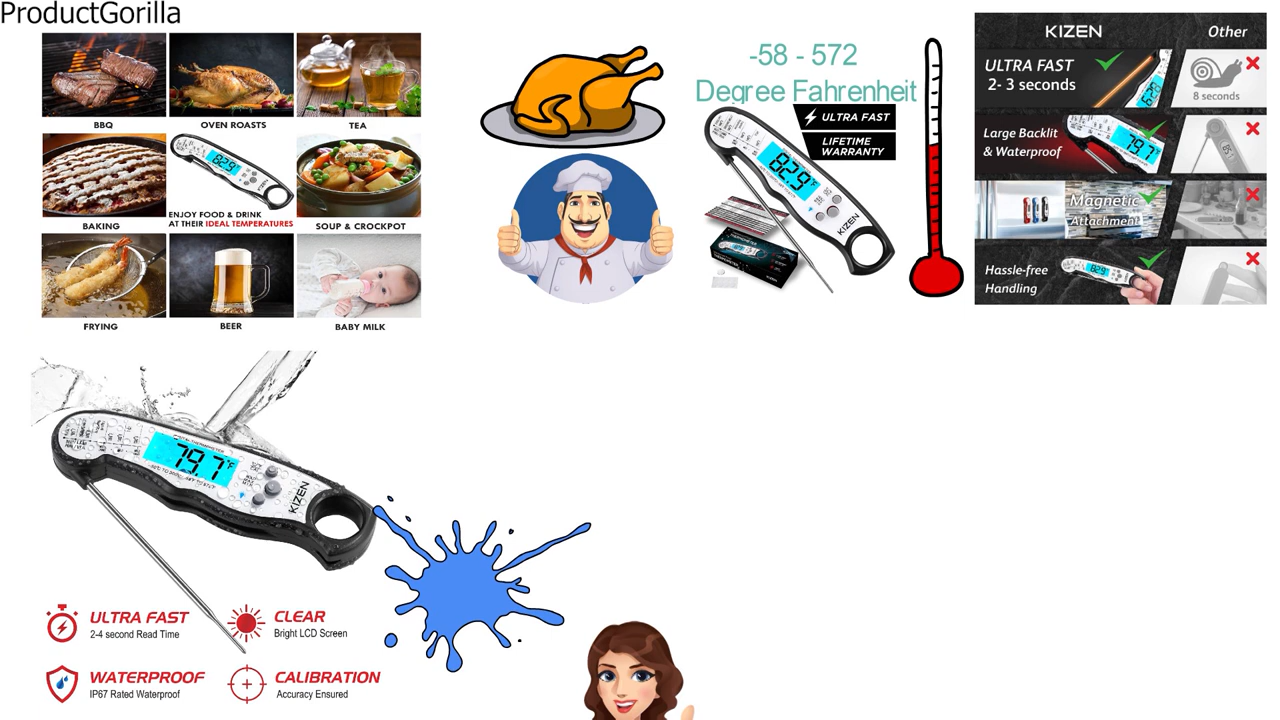 ProductGorilla
BBQ
OVEN ROASTS
TEA
BAKING
82.9°F
KIZEN
ENJOY FOOD & DRINK
AT THEIR IDEAL TEMPERATURES
SOUP & CROCKPOT
FRYING
BEER
BABY MILK
-58 - 572
Degree Fahrenheit
ULTRA FAST
LIFETIME
WARRANTY
82.9°F
KIZEN
KIZEN
Other
ULTRA FAST
2- 3 seconds
8 seconds
Large Backlit
& Waterproof
79.7
Magnetic
Attachment
Hassle-free
Handling
82.9
79.7°F
KIZEN
ULTRA FAST
2-4 second Read Time
CLEAR
Bright LCD Screen
WATERPROOF
IP67 Rated Waterproof
CALIBRATION
Accuracy Ensured